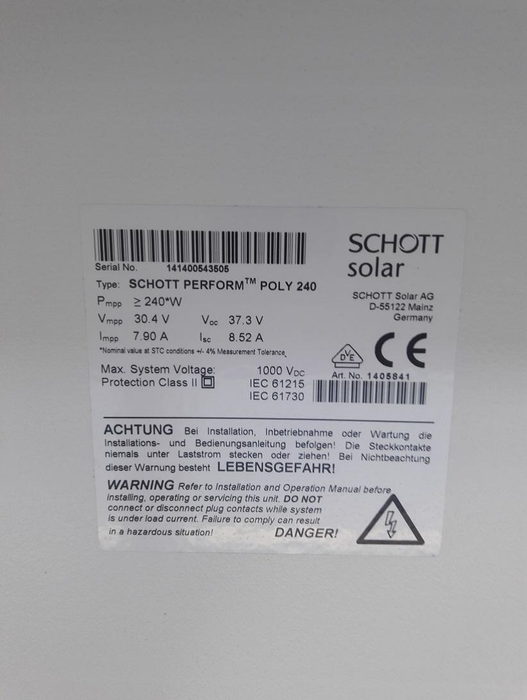 SCHOTT
solar
Serial No. 141400543505
Type: SCHOTT PERFORM™ POLY 240
Pmpp ≥ 240*W
Vmpp 30.4 V Voc 37.3 V
Impp 7.90 A Isc 8.52 A
*Nominal value at STC conditions +/- 4% Measurement Tolerance
SCHOTT Solar AG
D-55122 Mainz
Germany
DVE
CE
Max. System Voltage: 1000 VDC
Protection Class II IEC 61215
IEC 61730
Art. No. 1405841
ACHTUNG Bei Installation, Inbetriebnahme oder Wartung die
Installations- und Bedienungsanleitung befolgen! Die Steckkontakte
niemals unter Laststrom stecken oder ziehen! Bei Nichtbeachtung
dieser Warnung besteht LEBENSGEFAHR!
WARNING Refer to Installation and Operation Manual before
installing, operating or servicing this unit. DO NOT
connect or disconnect plug contacts while system
is under load current. Failure to comply can result
in a hazardous situation! DANGER!